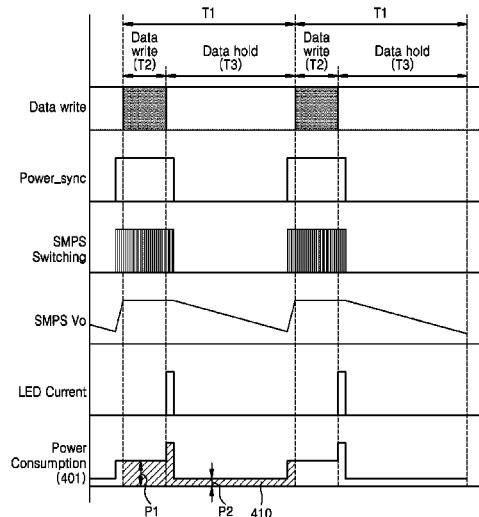 T1 T1
Data write (T2) Data hold (T3) Data write (T2) Data hold (T3)
Data write
Power_sync
SMPS Switching
SMPS Vo
LED Current
Power Consumption (401)
P1 P2 410